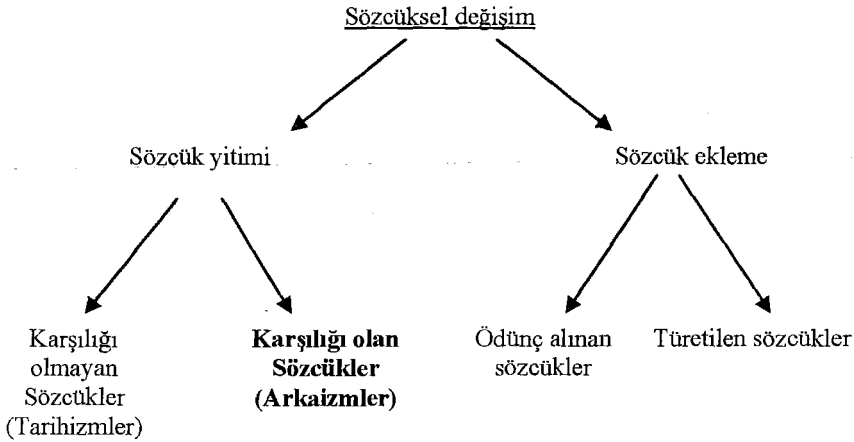 Sözcüksel değişim
Sözcük yitimi
Sözcük ekleme
Karşılığı
olmayan
Sözcükler
(Tarihizmler)
Karşılığı olan
Sözcükler
(Arkaizmler)
Ödünç alınan
sözcükler
Türetilen sözcükler